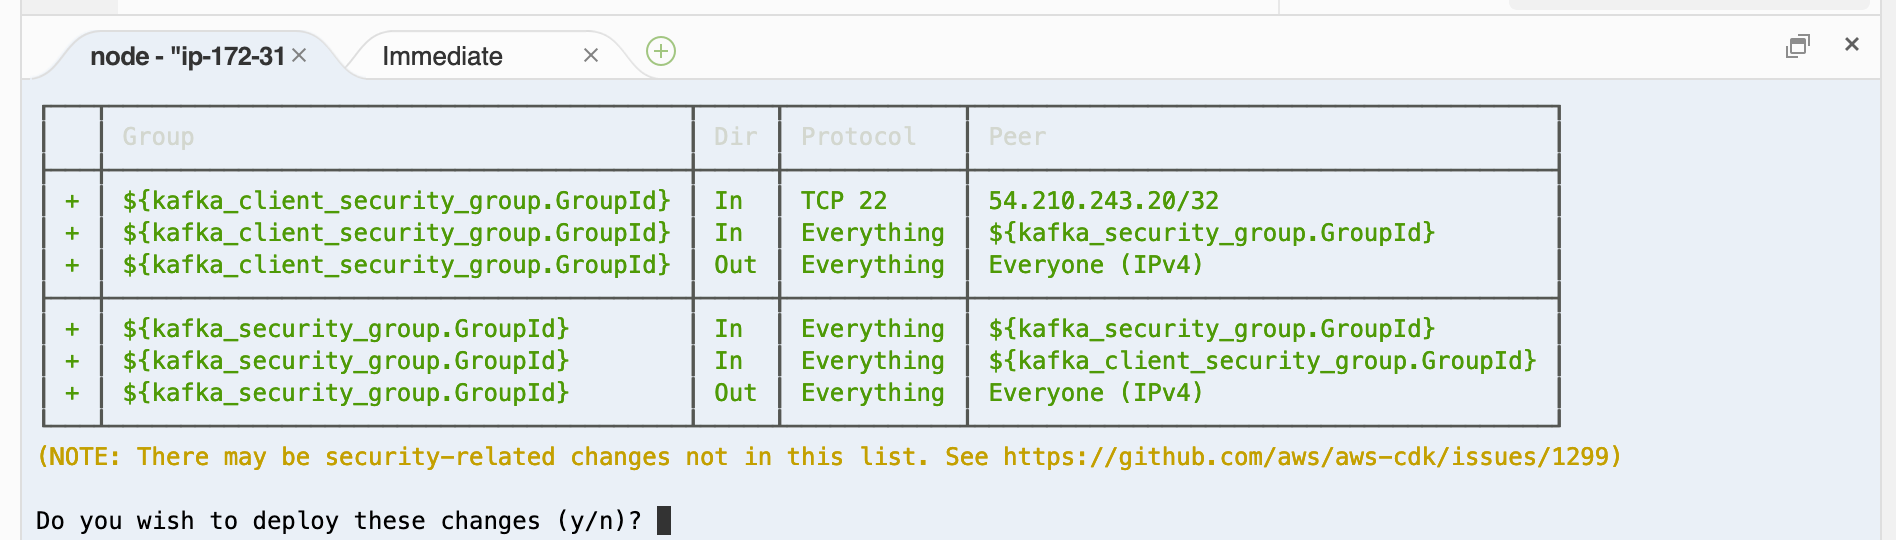 node - "ip-172-31 × Immediate ×
Group Dir Protocol Peer
+ ${kafka_client_security_group.GroupId} In TCP 22 54.210.243.20/32
+ ${kafka_client_security_group.GroupId} In Everything ${kafka_security_group.GroupId}
+ ${kafka_client_security_group.GroupId} Out Everything Everyone (IPv4)
+ ${kafka_security_group.GroupId} In Everything ${kafka_security_group.GroupId}
+ ${kafka_security_group.GroupId} In Everything ${kafka_client_security_group.GroupId}
+ ${kafka_security_group.GroupId} Out Everything Everyone (IPv4)
(NOTE: There may be security-related changes not in this list. See https://github.com/aws/aws-cdk/issues/1299)
Do you wish to deploy these changes (y/n)?